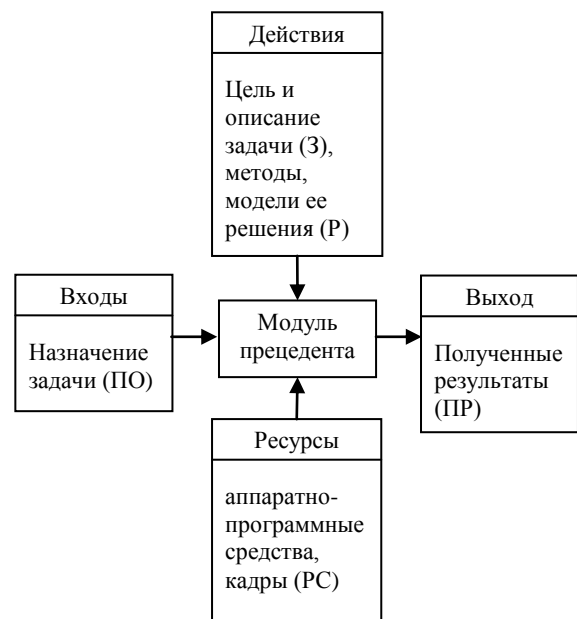 Действия
Цель и
описание
задачи (З),
методы,
модели ее
решения (Р)
Входы
Назначение
задачи (ПО)
Модуль
прецедента
Выход
Полученные
результаты
(ПР)
Ресурсы
аппаратно-
программные
средства,
кадры (РС)